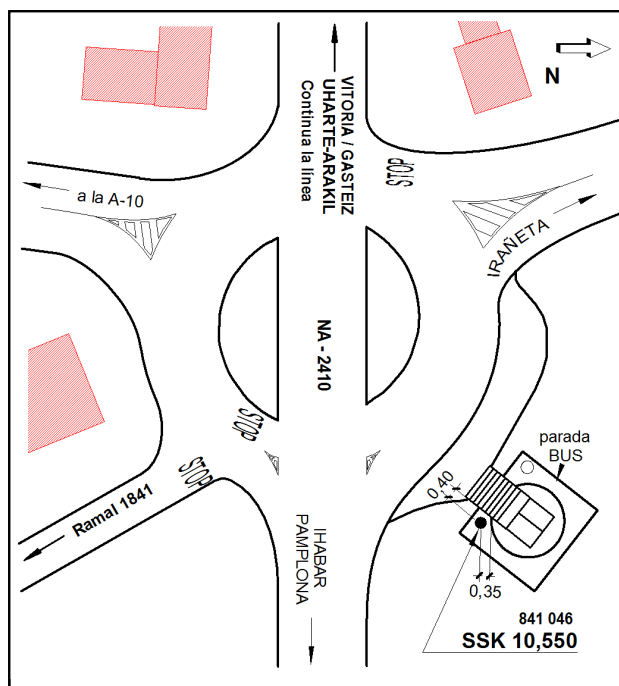 N
VITORIA / GASTEIZ
UHARTE-ARAKIL
Continua la línea
STOP
a la A-10
IRAÑETA
NA - 2410
STOP
STOP
parada
BUS
0,40
Ramal 1841
IHABAR
PAMPLONA
0,35
841 046
SSK 10,550